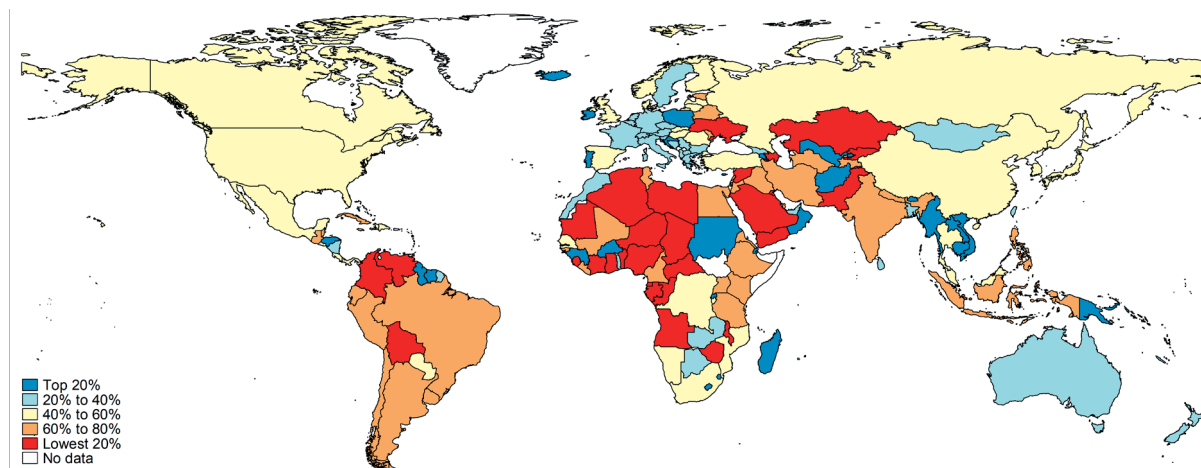 Top 20%
20% to 40%
40% to 60%
60% to 80%
Lowest 20%
No data